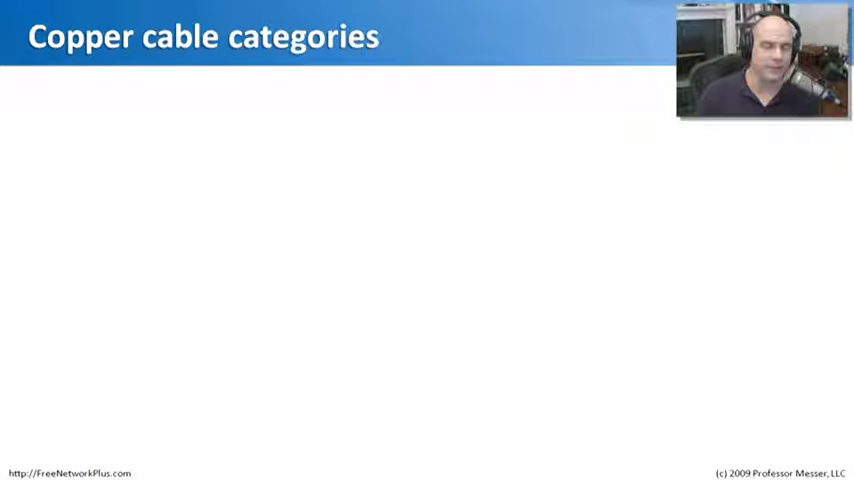 Copper cable categories
http://FreeNetworkPlus.com
(c) 2009 Professor Messer, LLC